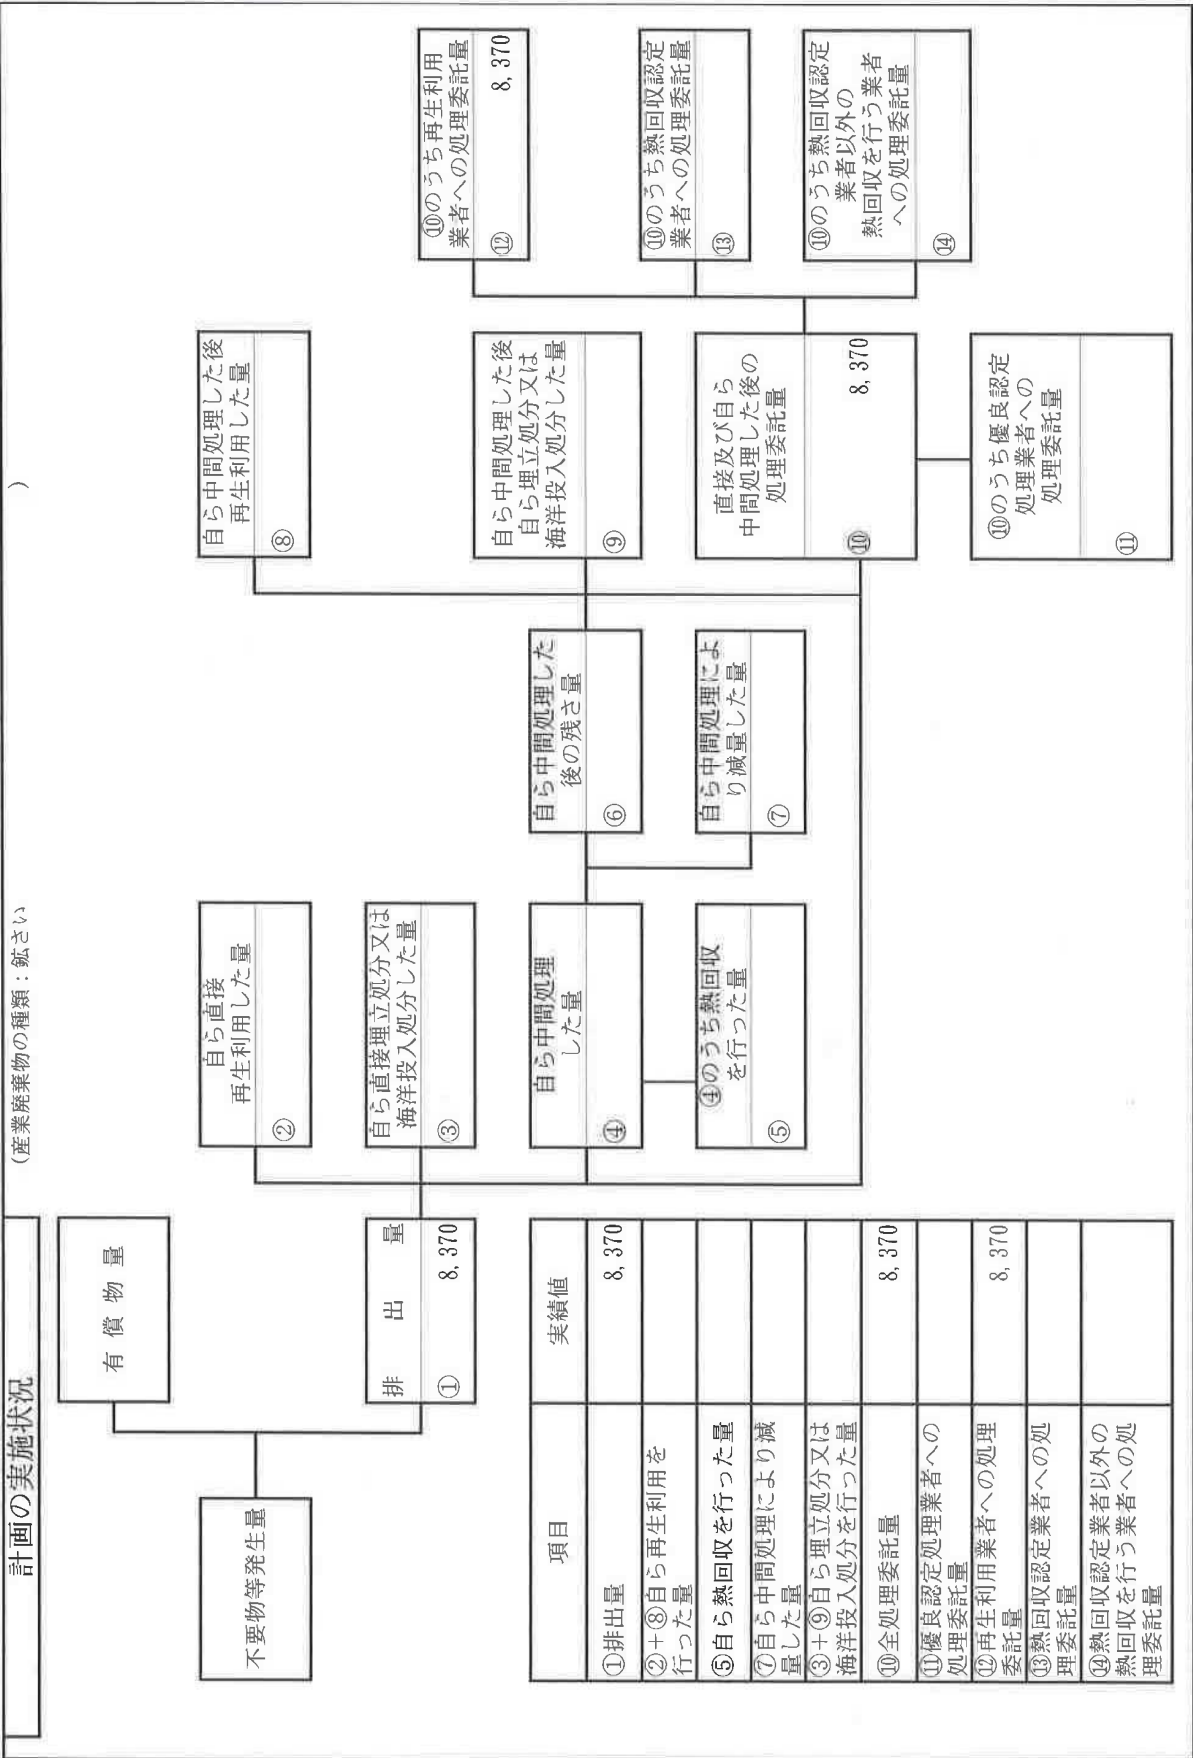 計画の実施状況
(産業廃棄物の種類：鉱さい
)
不要物等発生量
有償物量
排出量
① 8,370
自ら直接
再生利用した量
②
自ら直接埋立処分又は
海洋投入処分した量
③
自ら中間処理
した量
④
④のうち熱回収
を行った量
⑤
自ら中間処理した
後の残さ量
⑥
自ら中間処理によ
り減量した量
⑦
自ら中間処理した後
再生利用した量
⑧
自ら中間処理した後
自ら埋立処分又は
海洋投入処分した量
⑨
直接及び自ら
中間処理した後の
処理委託量
⑩ 8,370
⑩のうち優良認定
処理業者への
処理委託量
⑪
⑩のうち再生利用
業者への処理委託量
⑫ 8,370
⑩のうち熱回収認定
業者への処理委託量
⑬
⑩のうち熱回収認定
業者以外の
熱回収を行う業者
への処理委託量
⑭
項目 実績値
①排出量 8,370
②＋⑧自ら再生利用を
行った量
⑤自ら熱回収を行った量
⑦自ら中間処理により減
量した量
③＋⑨自ら埋立処分又は
海洋投入処分を行った量
⑩全処理委託量 8,370
⑪優良認定処理業者への
処理委託量
⑫再生利用業者への処理
委託量 8,370
⑬熱回収認定業者への処
理委託量
⑭熱回収認定業者以外の
熱回収を行う業者への処
理委託量